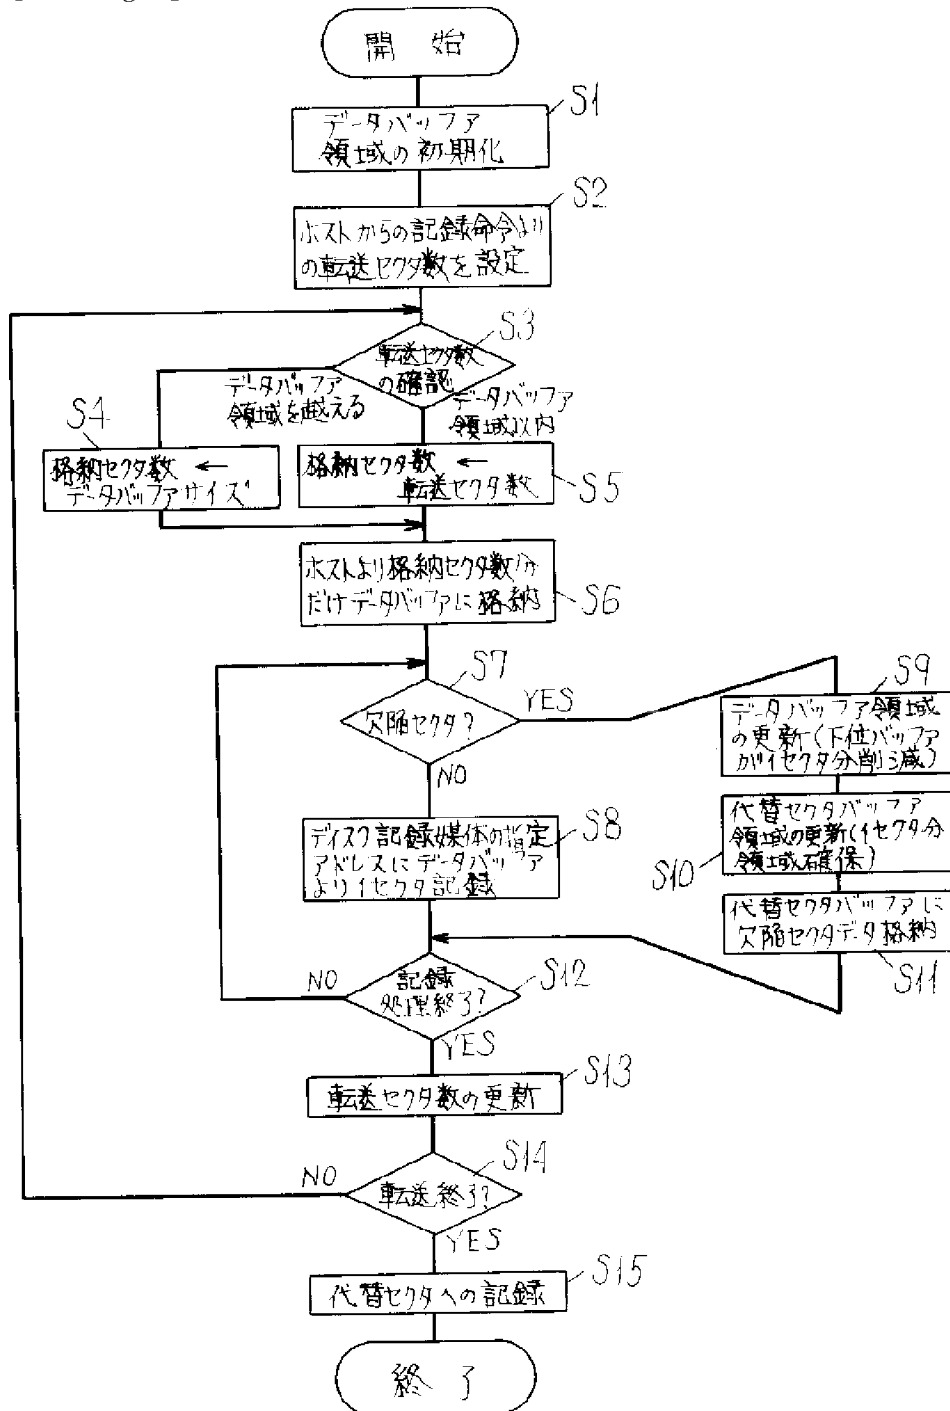 開始
S1
データバッファ
領域の初期化
S2
ホストからの記録命令より
の転送セクタ数を設定
S3
転送セクタ数
の確認
データバッファ
領域を越える
データバッファ
領域以内
S4
格納セクタ数 ←
データバッファサイズ
格納セクタ数 ←
転送セクタ数
S5
ホストより格納セクタ数分
だけデータバッファに格納
S6
S7
欠陥セクタ?
YES
NO
S8
ディスク記録媒体の指定
アドレスにデータバッファ
より1セクタ記録
S9
データバッファ領域
の更新(下位バッファ
が1セクタ分削減)
代替セクタバッファ
領域の更新(1セクタ分
領域確保)
S10
代替セクタバッファに
欠陥セクタデータ格納
S11
S12
記録
処理終了?
NO
YES
S13
転送セクタ数の更新
S14
転送終了?
NO
YES
S15
代替セクタへの記録
終了